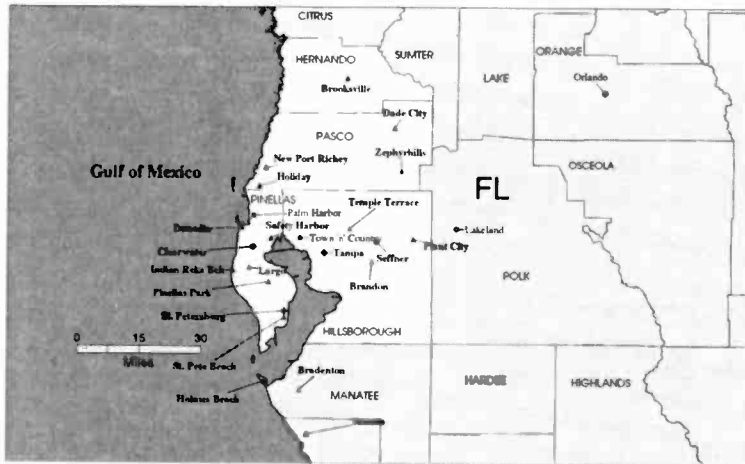 CITRUS
HERNANDO
SUMTER
ORANGE
LAKE
Orlando
Brooksville
Dade City
PASCO
Zephyrhills
OSCEOLA
New Port Richey
Gulf of Mexico
Holiday
FL
PINELLAS
Temple Terrace
Palm Harbor
Dunedin
Safety Harbor
Town 'n' Country
Lakeland
Clearwater
Plant City
Tampa
Seffner
Indian Rcks Bch
Largo
Brandon
POLK
Pinellas Park
St. Petersburg
HILLSBOROUGH
0 15 30
Miles
St. Pete Beach
Bradenton
HARDEE
HIGHLANDS
MANATEE
Holmes Beach